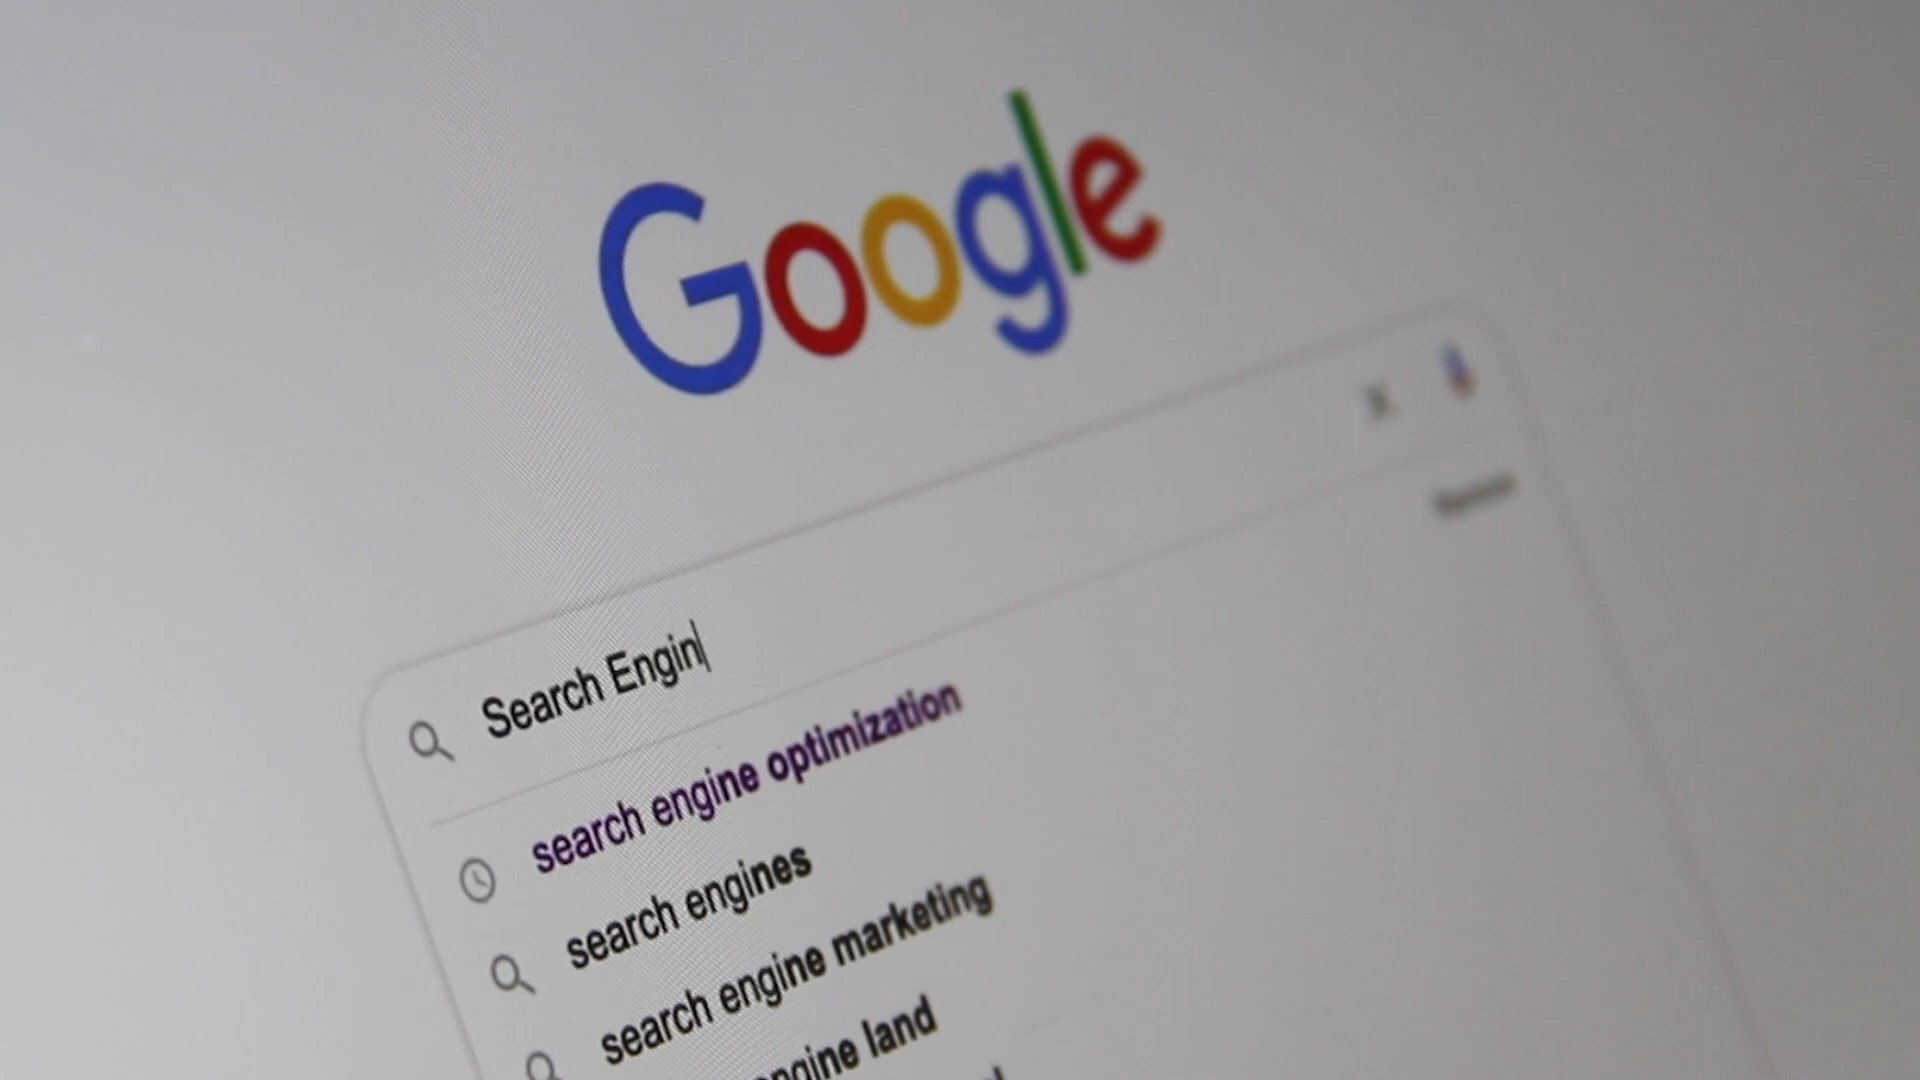 Google
Search Engin
search engine optimization
search engines
search engine marketing
engine land